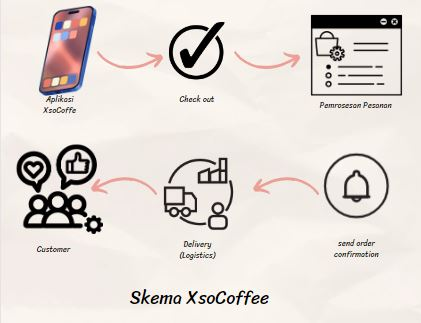 Aplikasi
XsoCoffe
Check out
Pemrosesan Pesanan
Customer
Delivery
(Logistics)
send order
confirmation
Skema XsoCoffee